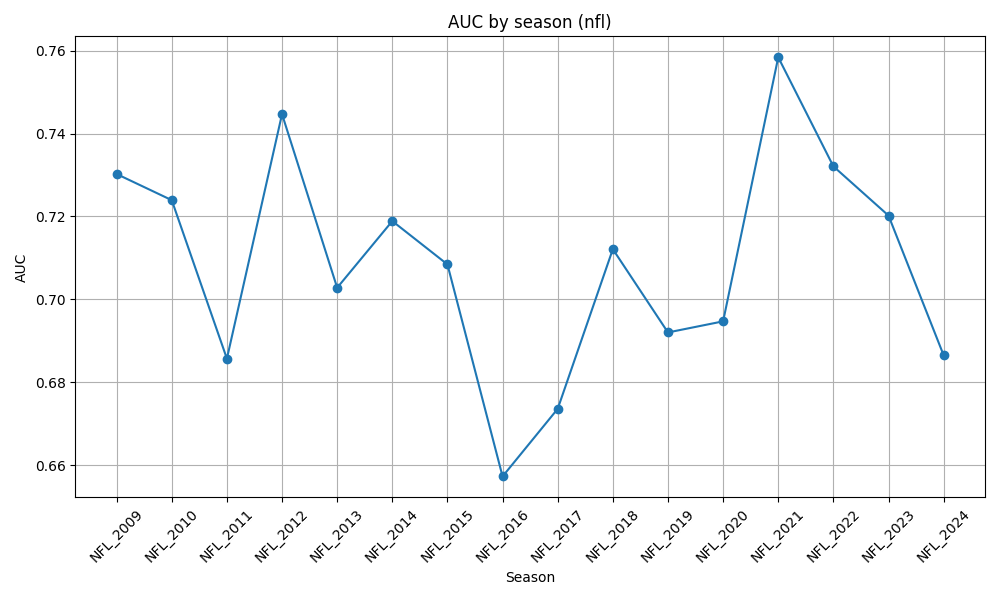 AUC by season (nfl)
AUC
0.76
0.74
0.72
0.70
0.68
0.66
NFL_2009
NFL_2010
NFL_2011
NFL_2012
NFL_2013
NFL_2014
NFL_2015
NFL_2016
NFL_2017
NFL_2018
NFL_2019
NFL_2020
NFL_2021
NFL_2022
NFL_2023
NFL_2024
Season